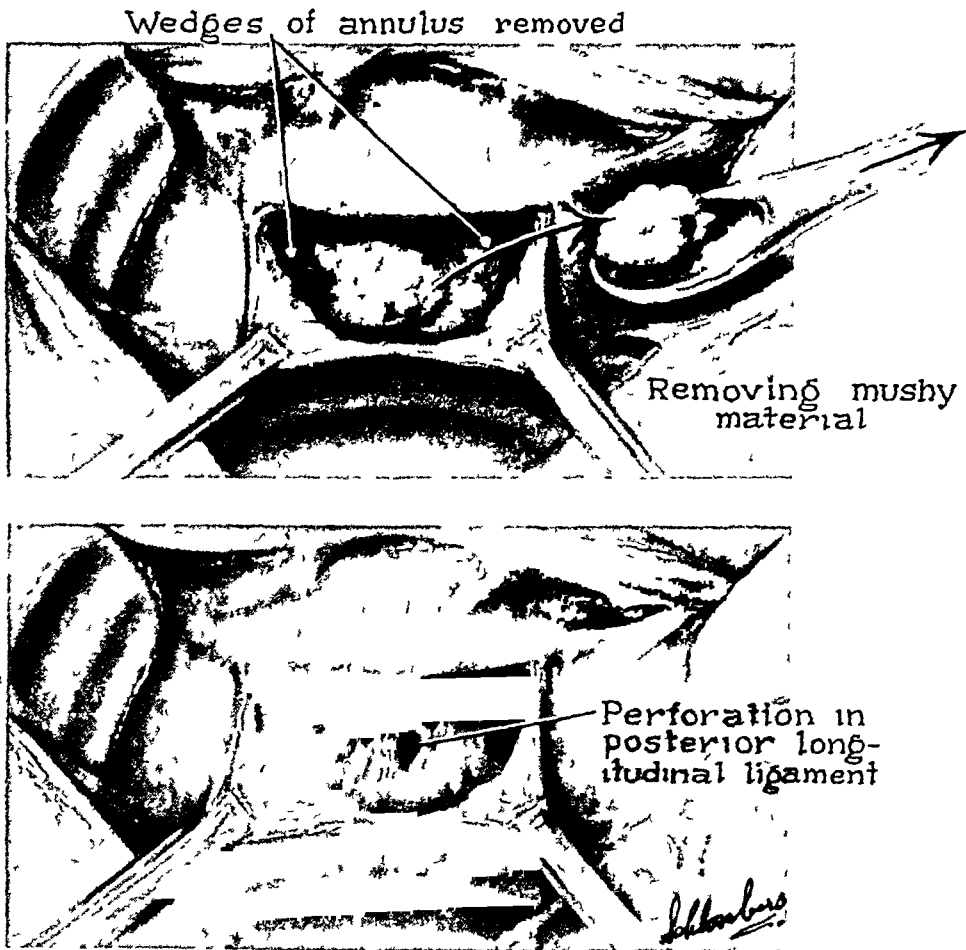 Wedges of annulus removed
Removing mushy
material
Perforation in
posterior long-
itudinal ligament